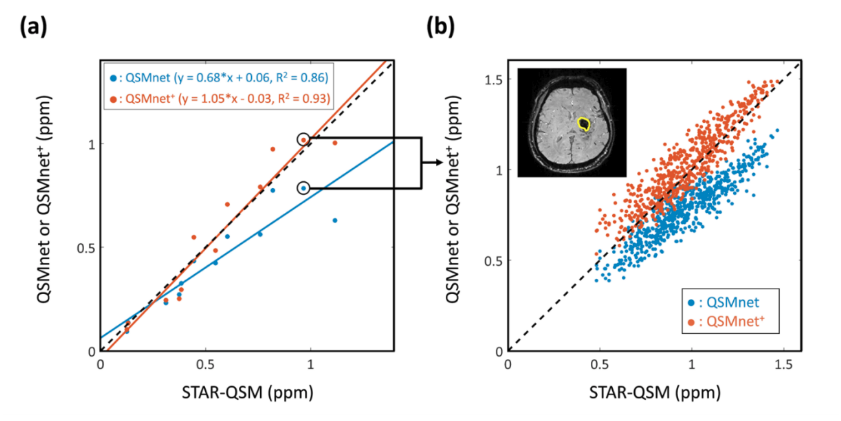 (a)
(b)
● : QSMnet (y = 0.68*x + 0.06, R² = 0.86)
● : QSMnet⁺ (y = 1.05*x - 0.03, R² = 0.93)
QSMnet or QSMnet⁺ (ppm)
1
0.5
0
0
0.5
1
STAR-QSM (ppm)
QSMnet or QSMnet⁺ (ppm)
1.5
1
0.5
0
● : QSMnet
● : QSMnet⁺
0
0.5
1
1.5
STAR-QSM (ppm)